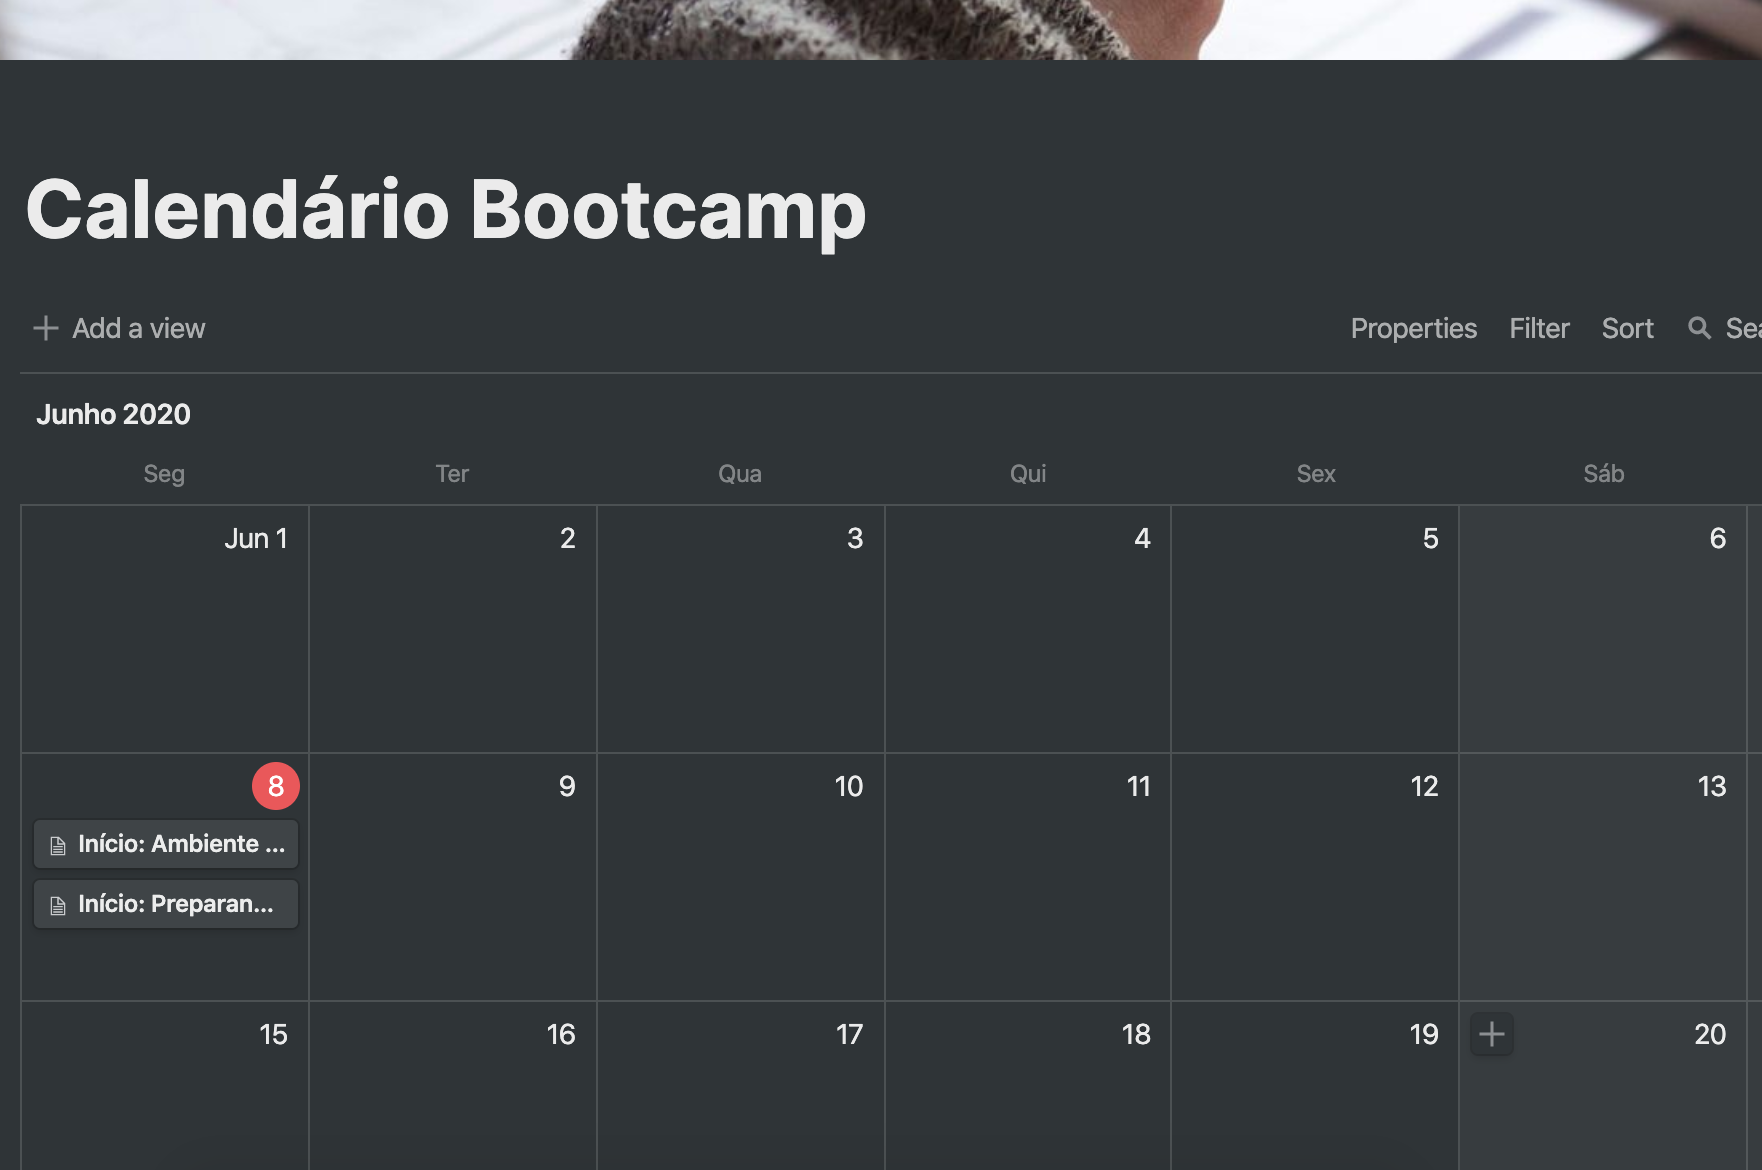 Calendário Bootcamp
Add a view
Properties Filter Sort Sea
Junho 2020
Seg Ter Qua Qui Sex Sáb
Jun 1 2 3 4 5 6
8 9 10 11 12 13
Início: Ambiente ...
Início: Preparan...
15 16 17 18 19 20